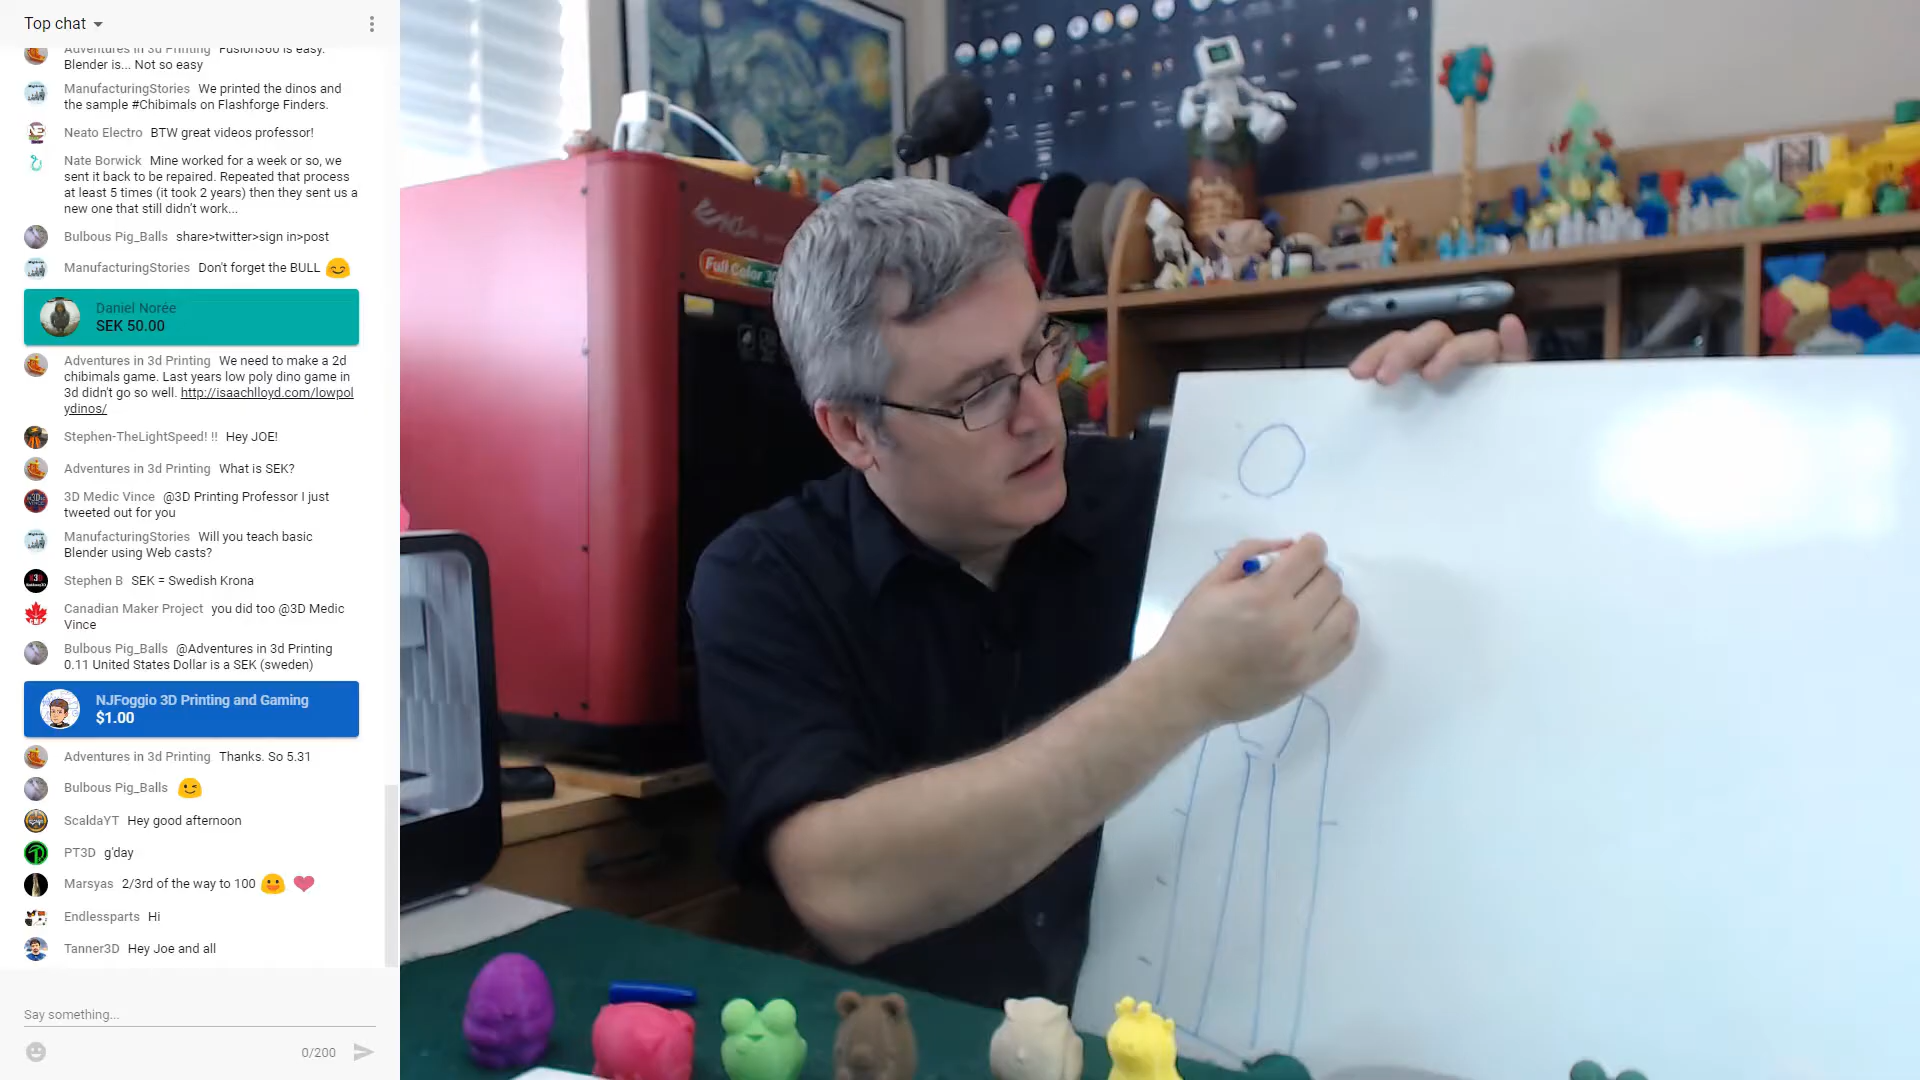 Top chat
Adventures in 3d Printing Fusion360 is easy.
Blender is... Not so easy
ManufacturingStories We printed the dinos and
the sample #Chibimals on Flashforge Finders.
Neato Electro BTW great videos professor!
Nate Borwick Mine worked for a week or so, we
sent it back to be repaired. Repeated that process
at least 5 times (it took 2 years) then they sent us a
new one that still didn't work...
Bulbous Pig_Balls share>twitter>sign in>post
ManufacturingStories Don't forget the BULL 😊
Daniel Norée
SEK 50.00
Adventures in 3d Printing We need to make a 2d
chibimals game. Last years low poly dino game in
3d didn't go so well. http://isaachlloyd.com/lowpol
ydinos/
Stephen-TheLightSpeed! !! Hey JOE!
Adventures in 3d Printing What is SEK?
3D Medic Vince @3D Printing Professor I just
tweeted out for you
ManufacturingStories Will you teach basic
Blender using Web casts?
Stephen B SEK = Swedish Krona
Canadian Maker Project you did too @3D Medic
Vince
Bulbous Pig_Balls @Adventures in 3d Printing
0.11 United States Dollar is a SEK (sweden)
NJFoggio 3D Printing and Gaming
$1.00
Adventures in 3d Printing Thanks. So 5.31
Bulbous Pig_Balls 😉
ScaldaYT Hey good afternoon
PT3D g'day
Marsyas 2/3rd of the way to 100 😃 ❤
Endlessparts Hi
Tanner3D Hey Joe and all
Say something...
0/200
Full Color 3D